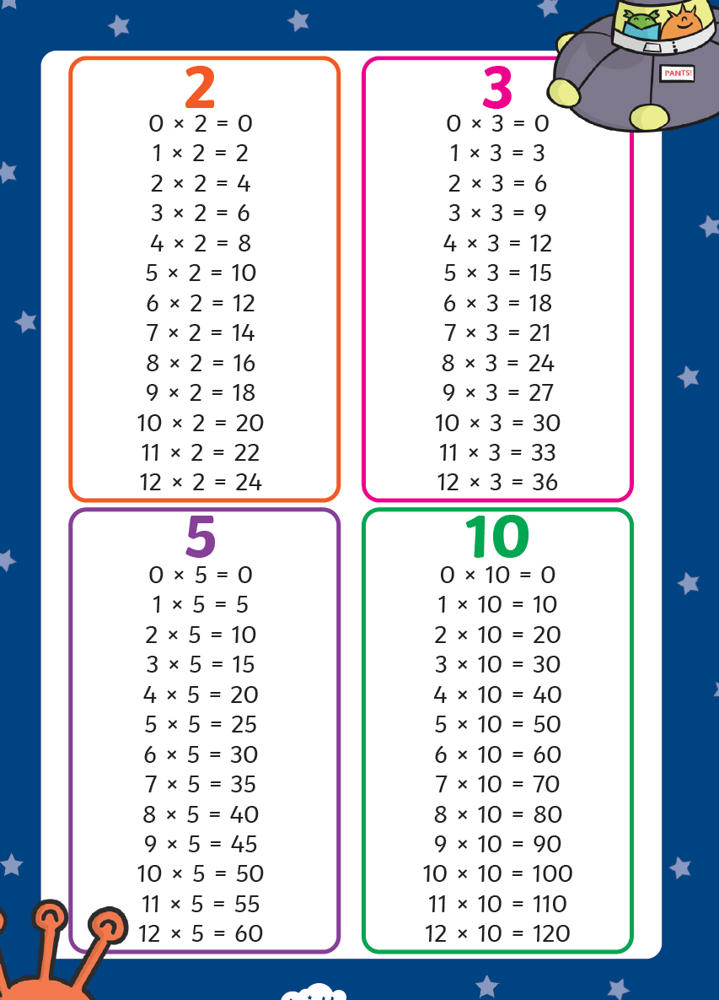 2
0 × 2 = 0
1 × 2 = 2
2 × 2 = 4
3 × 2 = 6
4 × 2 = 8
5 × 2 = 10
6 × 2 = 12
7 × 2 = 14
8 × 2 = 16
9 × 2 = 18
10 × 2 = 20
11 × 2 = 22
12 × 2 = 24
3
0 × 3 = 0
1 × 3 = 3
2 × 3 = 6
3 × 3 = 9
4 × 3 = 12
5 × 3 = 15
6 × 3 = 18
7 × 3 = 21
8 × 3 = 24
9 × 3 = 27
10 × 3 = 30
11 × 3 = 33
12 × 3 = 36
PANTS!
5
0 × 5 = 0
1 × 5 = 5
2 × 5 = 10
3 × 5 = 15
4 × 5 = 20
5 × 5 = 25
6 × 5 = 30
7 × 5 = 35
8 × 5 = 40
9 × 5 = 45
10 × 5 = 50
11 × 5 = 55
12 × 5 = 60
10
0 × 10 = 0
1 × 10 = 10
2 × 10 = 20
3 × 10 = 30
4 × 10 = 40
5 × 10 = 50
6 × 10 = 60
7 × 10 = 70
8 × 10 = 80
9 × 10 = 90
10 × 10 = 100
11 × 10 = 110
12 × 10 = 120